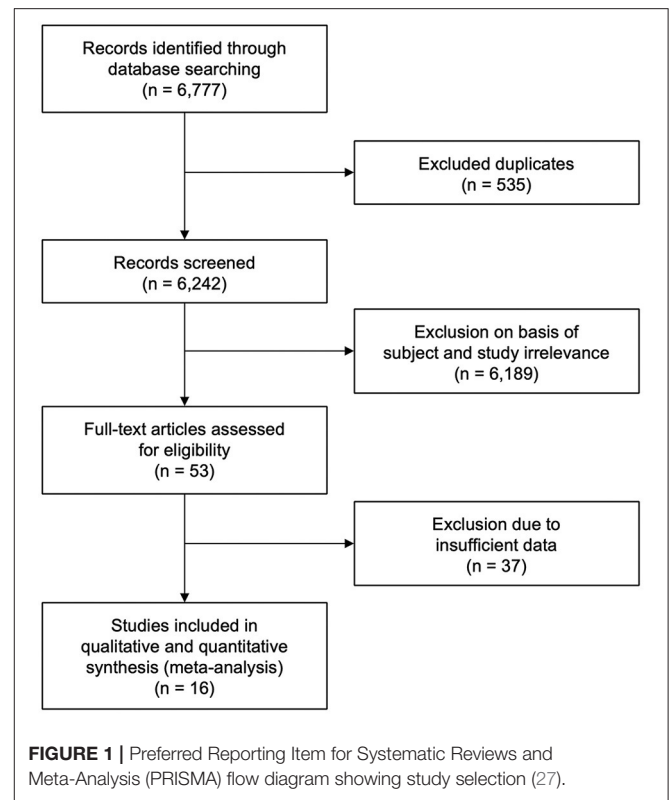 Records identified through
database searching
(n = 6,777)
Excluded duplicates
(n = 535)
Records screened
(n = 6,242)
Exclusion on basis of
subject and study irrelevance
(n = 6,189)
Full-text articles assessed
for eligibility
(n = 53)
Exclusion due to
insufficient data
(n = 37)
Studies included in
qualitative and quantitative
synthesis (meta-analysis)
(n = 16)
FIGURE 1 | Preferred Reporting Item for Systematic Reviews and
Meta-Analysis (PRISMA) flow diagram showing study selection (27).